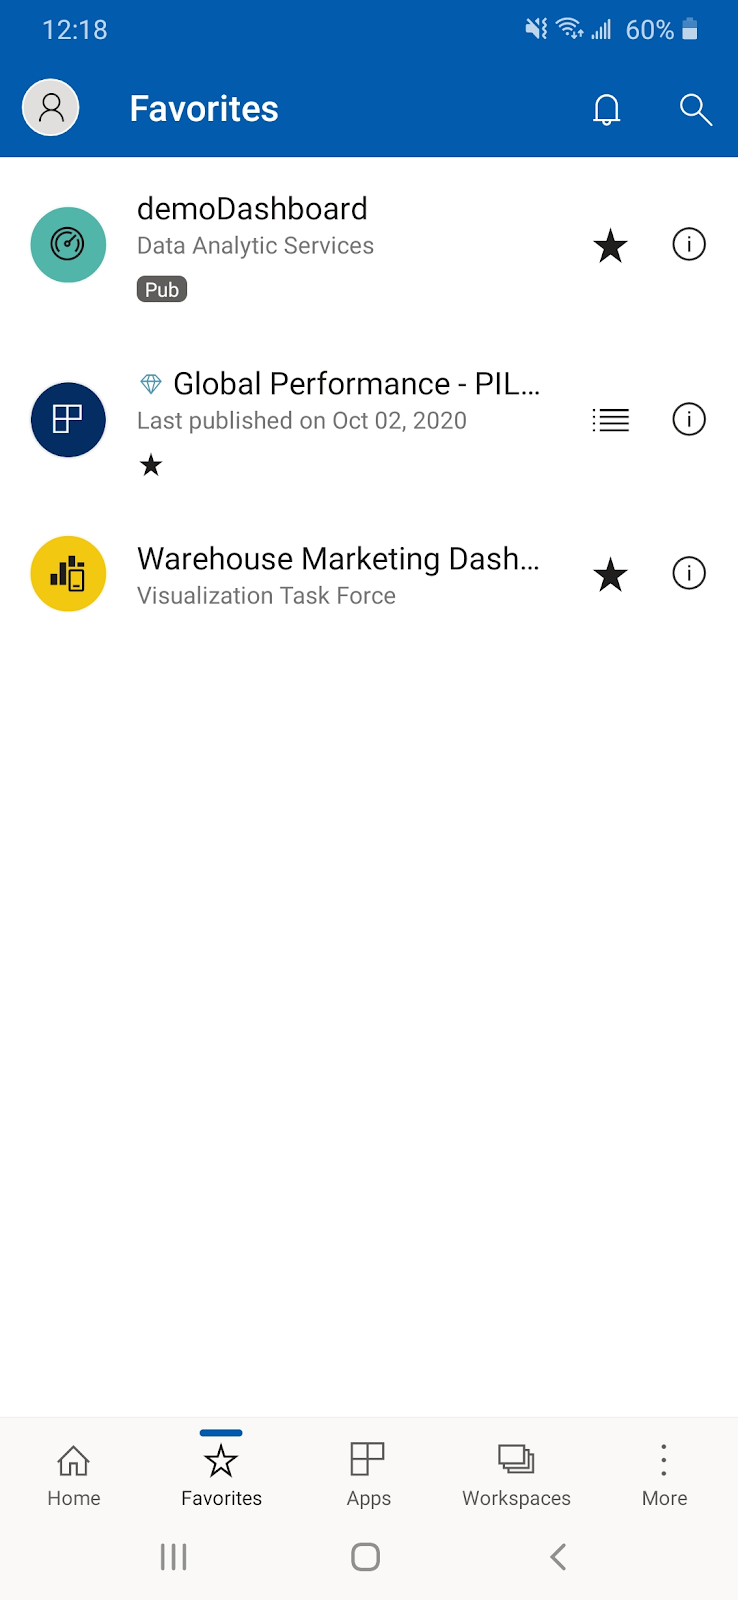 12:18
60%
Favorites
demoDashboard
Data Analytic Services
Pub
Global Performance - PIL...
Last published on Oct 02, 2020
Warehouse Marketing Dash...
Visualization Task Force
Home
Favorites
Apps
Workspaces
More